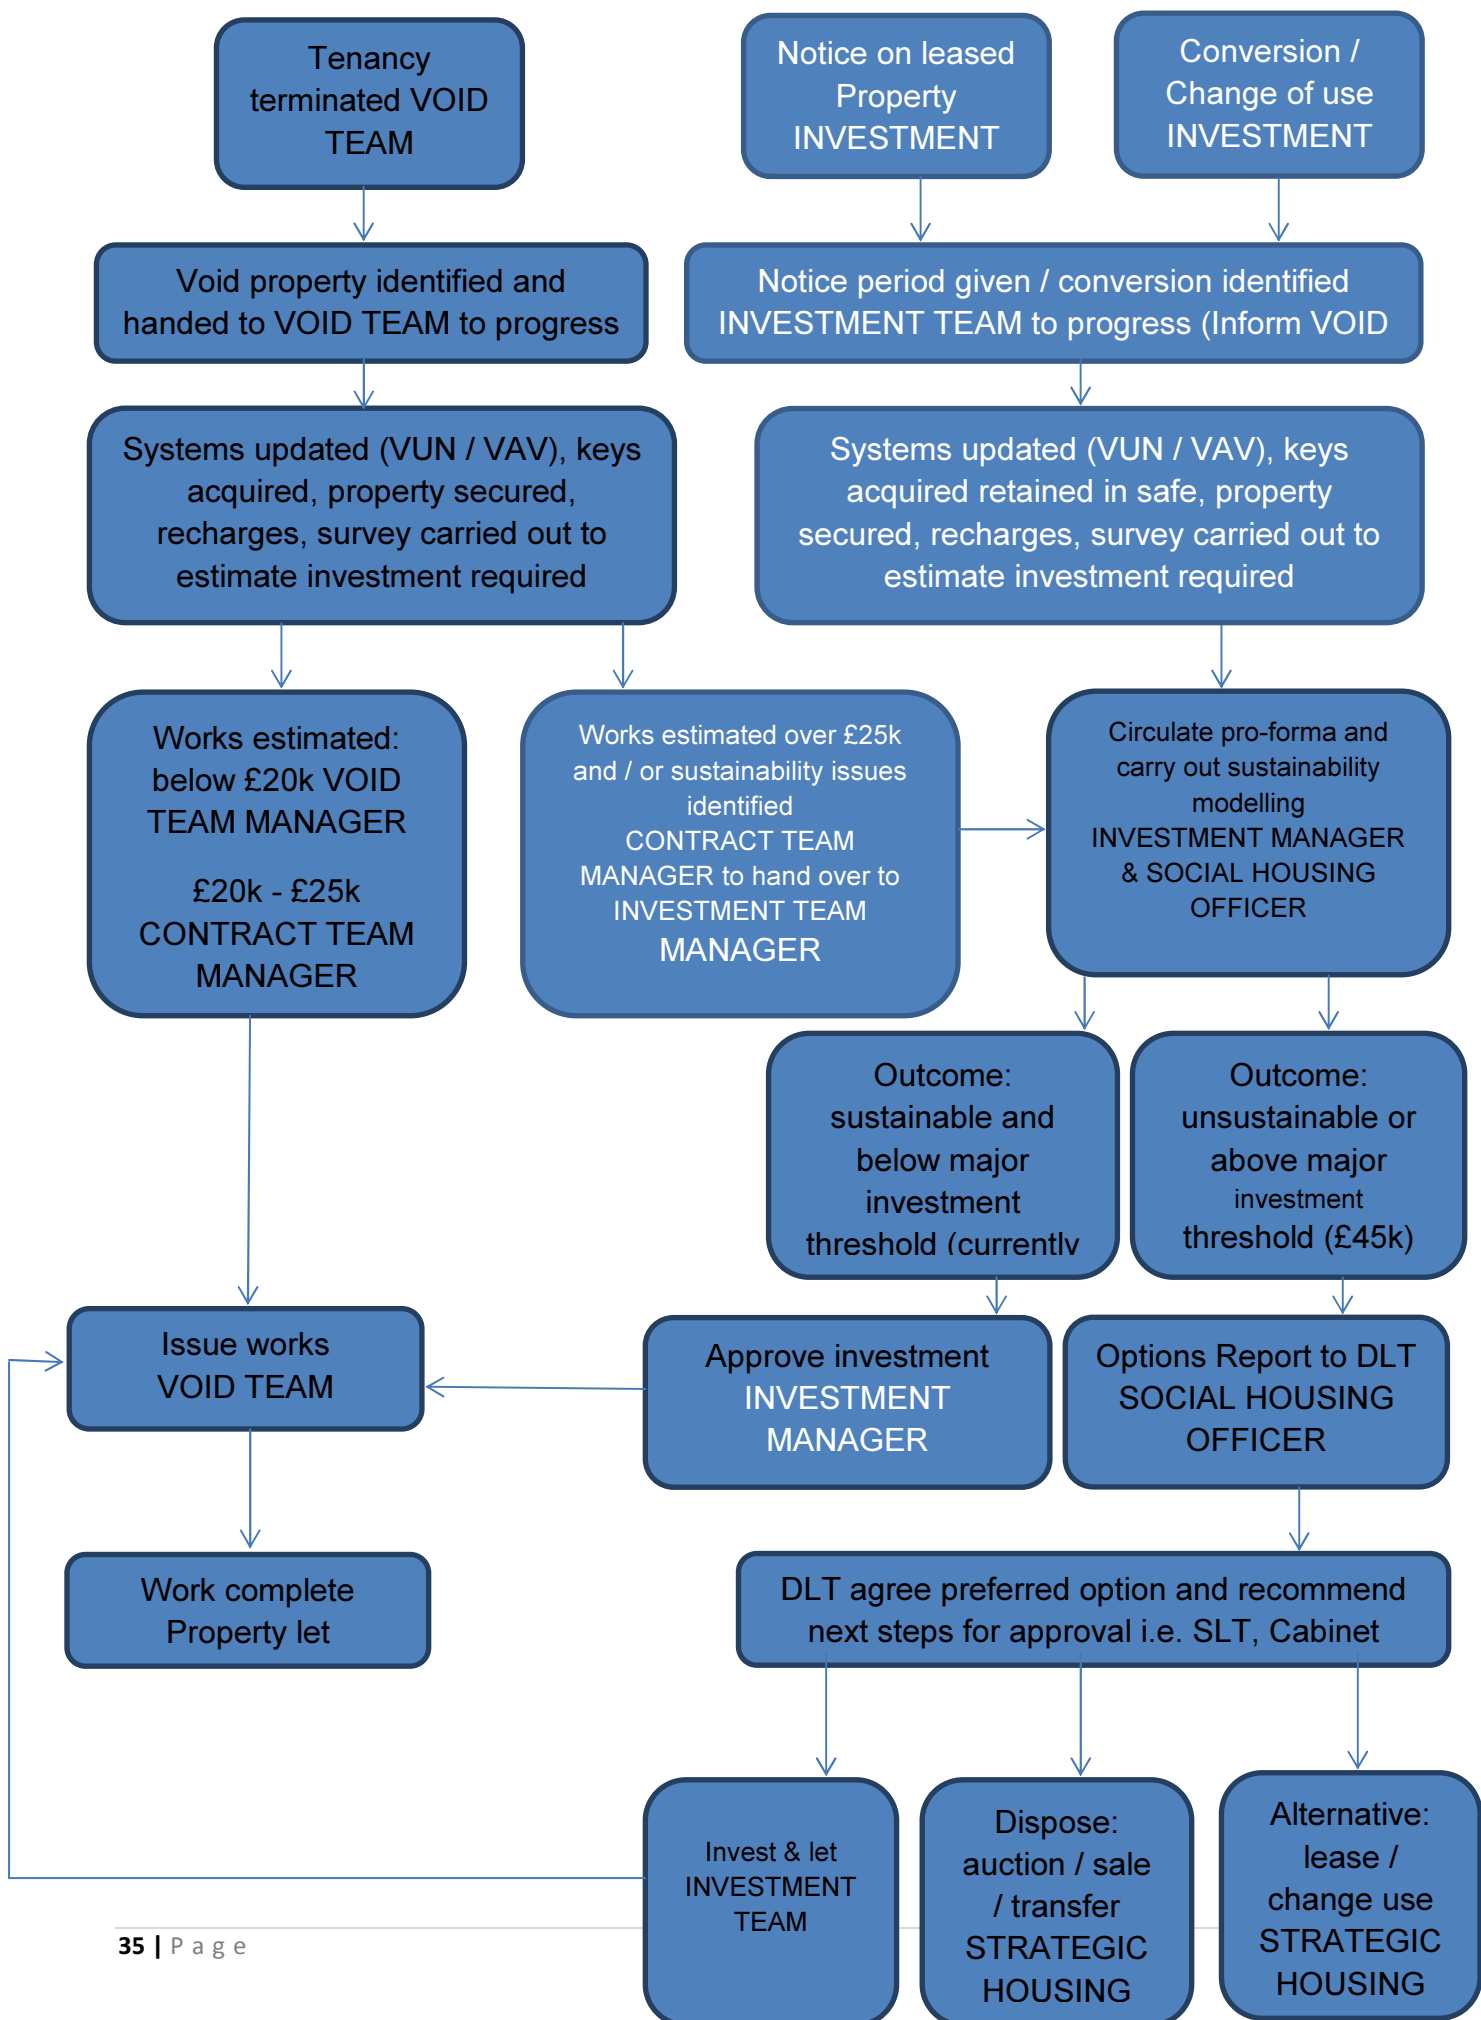 Tenancy
terminated VOID
TEAM
Notice on leased
Property
INVESTMENT
Conversion /
Change of use
INVESTMENT
Void property identified and
handed to VOID TEAM to progress
Notice period given / conversion identified
INVESTMENT TEAM to progress (Inform VOID
Systems updated (VUN / VAV), keys
acquired, property secured,
recharges, survey carried out to
estimate investment required
Systems updated (VUN / VAV), keys
acquired retained in safe, property
secured, recharges, survey carried out to
estimate investment required
Works estimated:
below £20k VOID
TEAM MANAGER
£20k - £25k
CONTRACT TEAM
MANAGER
Works estimated over £25k
and / or sustainability issues
identified
CONTRACT TEAM
MANAGER to hand over to
INVESTMENT TEAM
MANAGER
Circulate pro-forma and
carry out sustainability
modelling
INVESTMENT MANAGER
& SOCIAL HOUSING
OFFICER
Outcome:
sustainable and
below major
investment
threshold (currently
Outcome:
unsustainable or
above major
investment
threshold (£45k)
Issue works
VOID TEAM
Approve investment
INVESTMENT
MANAGER
Options Report to DLT
SOCIAL HOUSING
OFFICER
Work complete
Property let
DLT agree preferred option and recommend
next steps for approval i.e. SLT, Cabinet
Invest & let
INVESTMENT
TEAM
Dispose:
auction / sale
/ transfer
STRATEGIC
HOUSING
Alternative:
lease /
change use
STRATEGIC
HOUSING
35 | Page